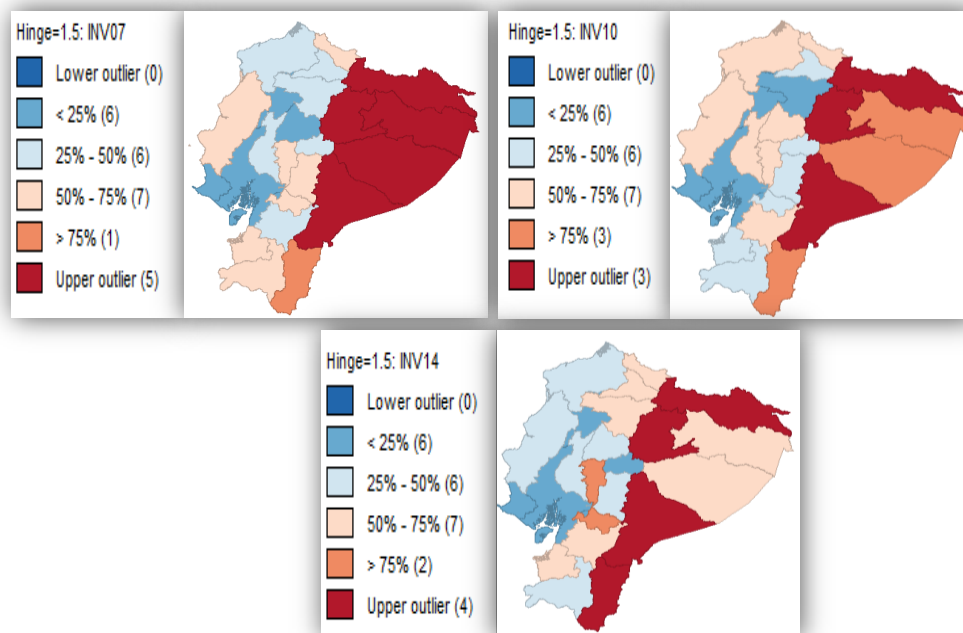 Hinge=1.5: INV07
Lower outlier (0)
< 25% (6)
25% - 50% (6)
50% - 75% (7)
> 75% (1)
Upper outlier (5)
Hinge=1.5: INV10
Lower outlier (0)
< 25% (6)
25% - 50% (6)
50% - 75% (7)
> 75% (3)
Upper outlier (3)
Hinge=1.5: INV14
Lower outlier (0)
< 25% (6)
25% - 50% (6)
50% - 75% (7)
> 75% (2)
Upper outlier (4)